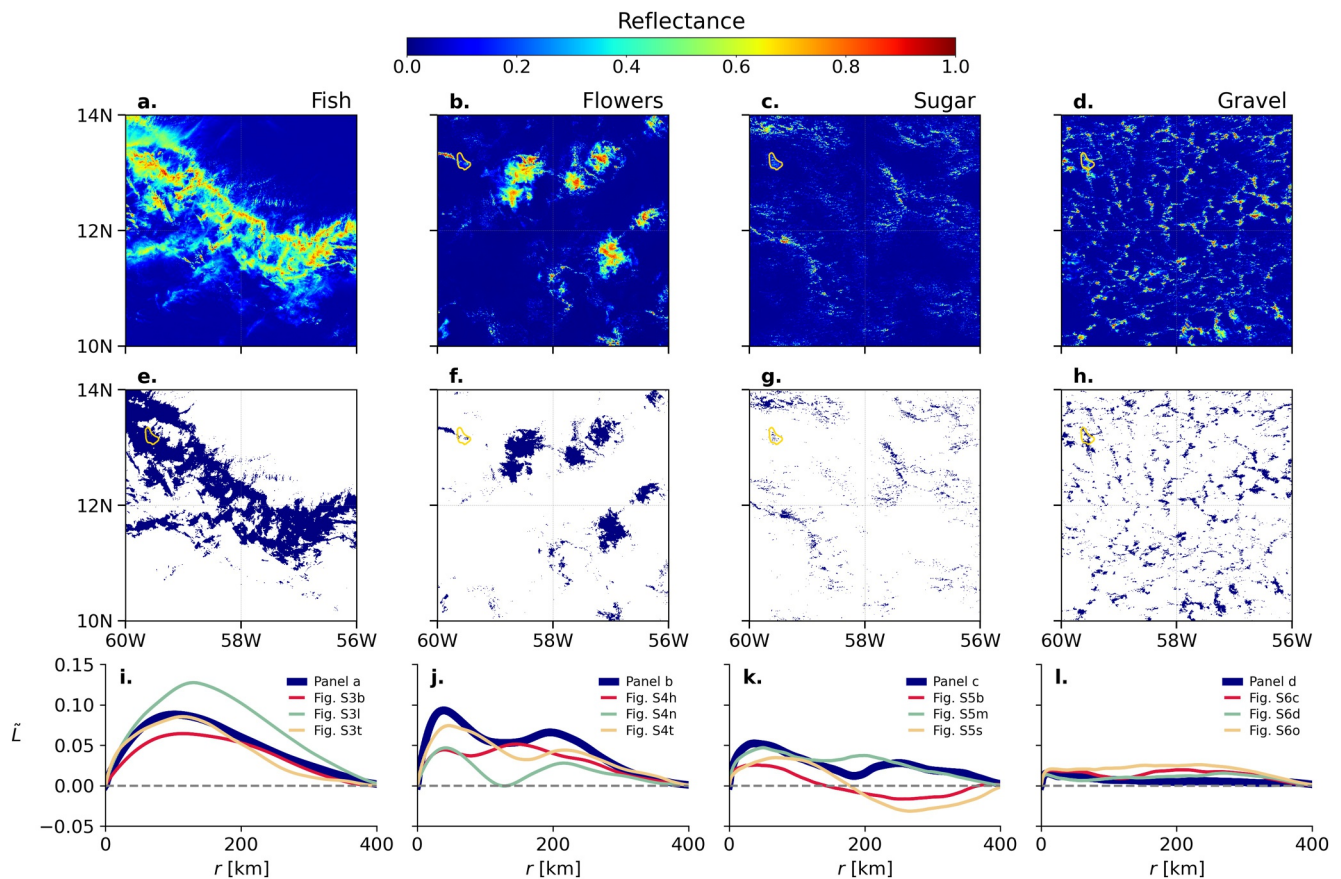 Reflectance
0.0 0.2 0.4 0.6 0.8 1.0
a. Fish b. Flowers c. Sugar d. Gravel
14N
12N
10N
e. f. g. h.
14N
12N
10N
60W 58W 56W 60W 58W 56W 60W 58W 56W 60W 58W 56W
0.15 i. Panel a j. Panel b k. Panel c l. Panel d
0.10 Fig. S3b Fig. S4h Fig. S5b Fig. S6c
Fig. S3l Fig. S4n Fig. S5m Fig. S6d
L̃ 0.05 Fig. S3t Fig. S4t Fig. S5s Fig. S6o
0.00
−0.05
0 200 400 0 200 400 0 200 400 0 200 400
r [km] r [km] r [km] r [km]